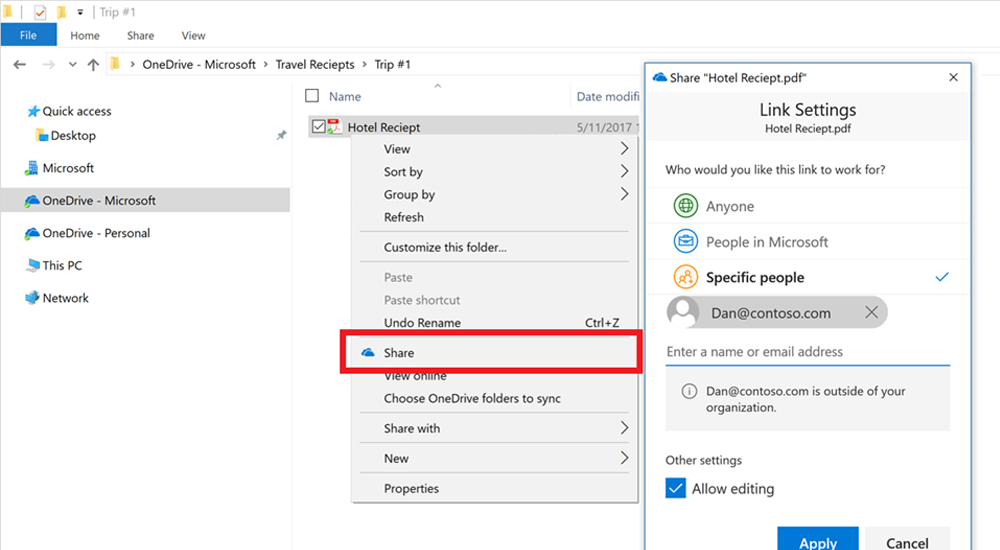 Trip #1
File Home Share View
OneDrive - Microsoft > Travel Reciepts > Trip #1
Quick access
Desktop
Microsoft
OneDrive - Microsoft
OneDrive - Personal
This PC
Network
Name Date modifi
Hotel Reciept 5/11/2017 1
View
Sort by
Group by
Refresh
Customize this folder...
Paste
Paste shortcut
Undo Rename Ctrl+Z
Share
View online
Choose OneDrive folders to sync
Share with
New
Properties
Share "Hotel Reciept.pdf"
Link Settings
Hotel Reciept.pdf
Who would you like this link to work for?
Anyone
People in Microsoft
Specific people
Dan@contoso.com
Enter a name or email address
Dan@contoso.com is outside of your
organization.
Other settings
Allow editing
Apply Cancel